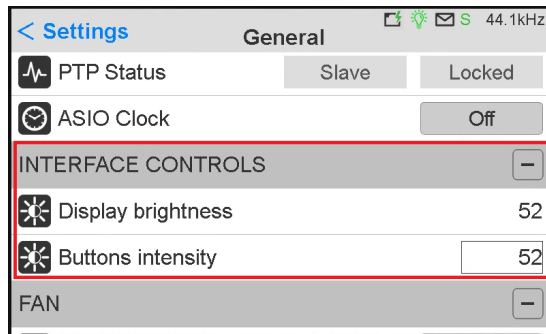 < Settings
General
S 44.1kHz
PTP Status Slave Locked
ASIO Clock Off
INTERFACE CONTROLS −
Display brightness 52
Buttons intensity 52
FAN −